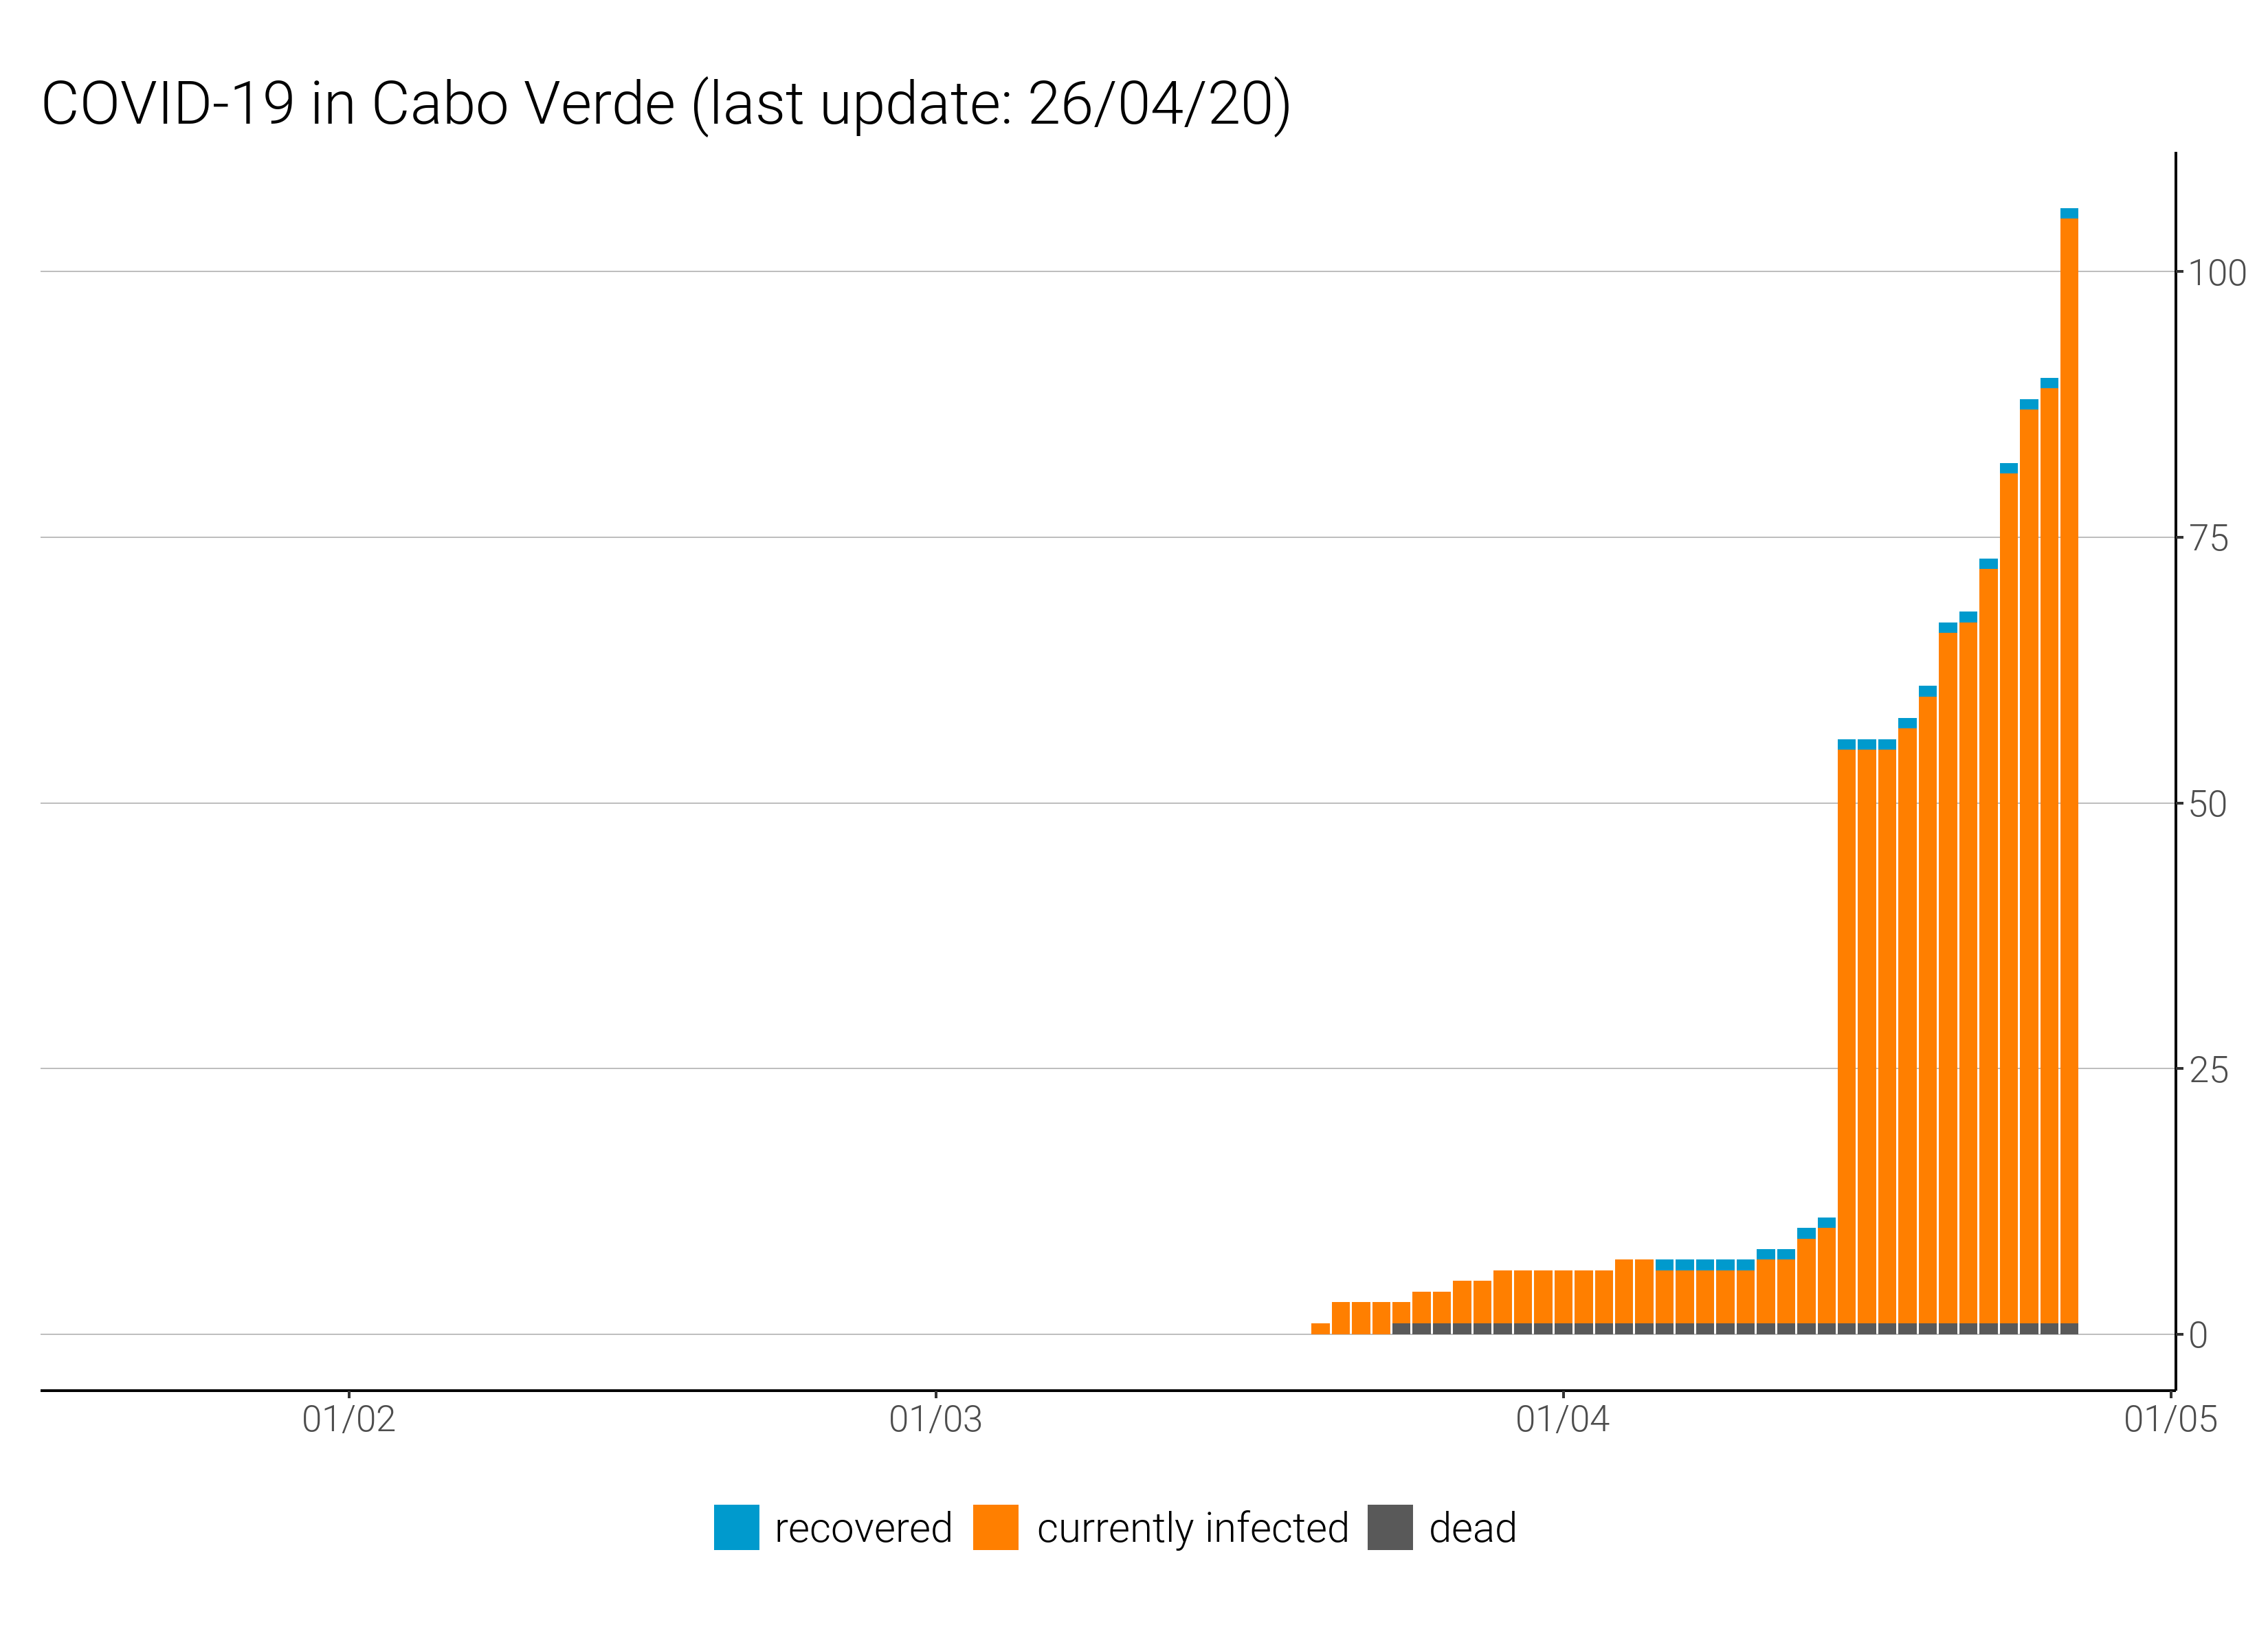 COVID-19 in Cabo Verde (last update: 26/04/20)
100
75
50
25
0
01/02 01/03 01/04 01/05
recovered currently infected dead